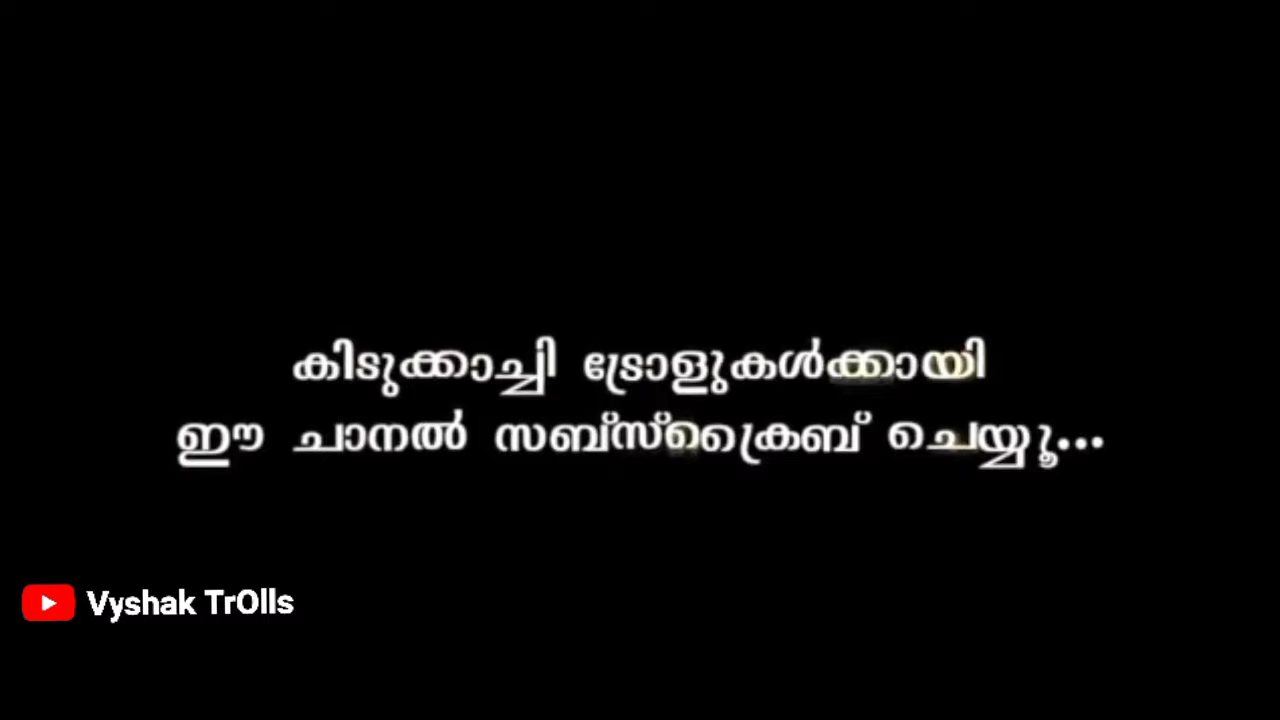 കിടുക്കാച്ചി ട്രോളുകൾക്കായി
ഈ ചാനൽ സബ്സ്ക്രൈബ് ചെയ്യൂ...
Vyshak TrOlls